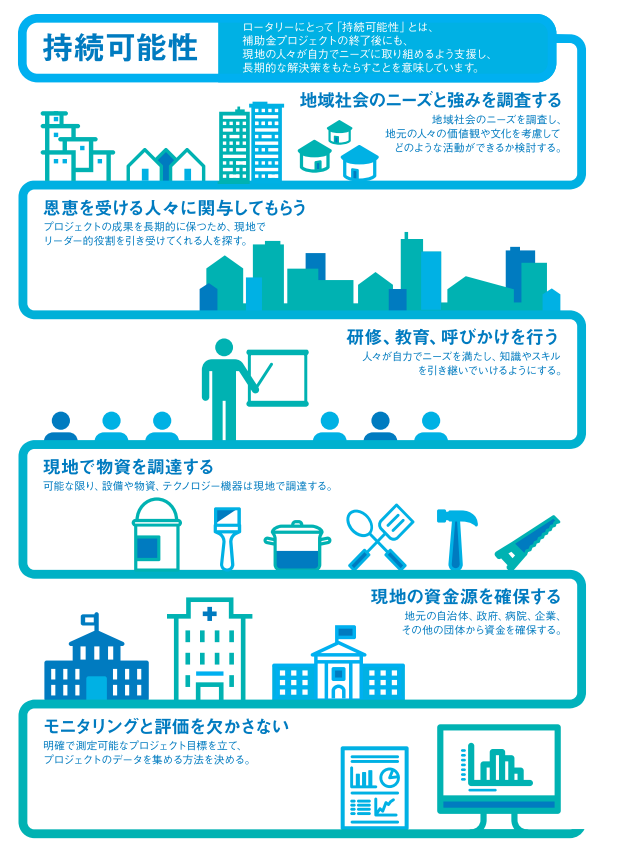 持続可能性
ロータリーにとって「持続可能性」とは、
補助金プロジェクトの終了後にも、
現地の人々が自力でニーズに取り組めるよう支援し、
長期的な解決策をもたらすことを意味しています。
地域社会のニーズと強みを調査する
地域社会のニーズを調査し、
地元の人々の価値観や文化を考慮して
どのような活動ができるか検討する。
恩恵を受ける人々に関与してもらう
プロジェクトの成果を長期的に保つため、現地で
リーダー的役割を引き受けてくれる人を探す。
研修、教育、呼びかけを行う
人々が自力でニーズを満たし、知識やスキル
を引き継いでいけるようにする。
現地で物資を調達する
可能な限り、設備や物資、テクノロジー機器は現地で調達する。
現地の資金源を確保する
地元の自治体、政府、病院、企業、
その他の団体から資金を確保する。
モニタリングと評価を欠かさない
明確で測定可能なプロジェクト目標を立て、
プロジェクトのデータを集める方法を決める。